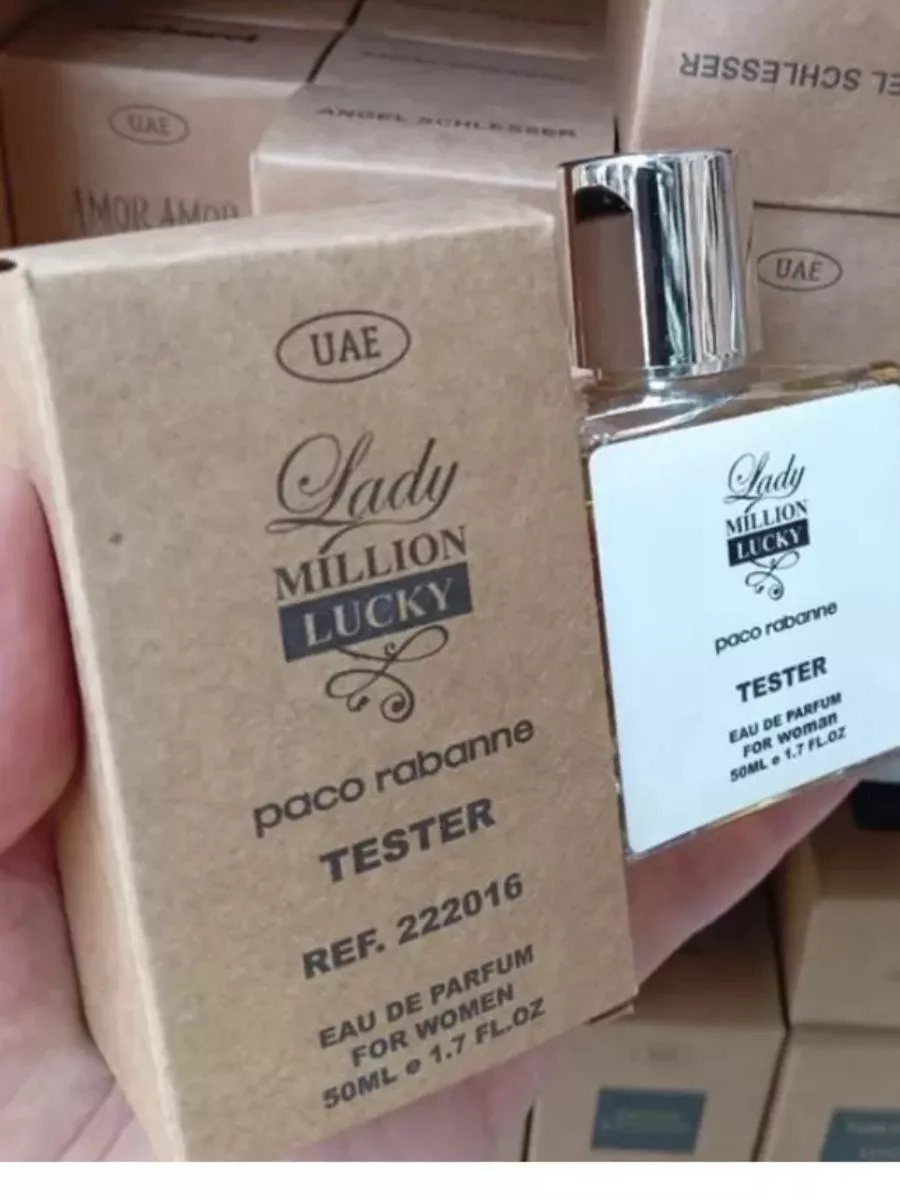 UAE
AMOR AMOR
ANGEL SCHLESSER
EL SCHLESSER
UAE
UAE
Lady
MILLION
LUCKY
paco rabanne
TESTER
REF. 222016
EAU DE PARFUM
FOR WOMEN
50ML e 1.7 FL.OZ
Lady
MILLION
LUCKY
paco rabanne
TESTER
EAU DE PARFUM
FOR woman
50ML e 1.7 FL.OZ